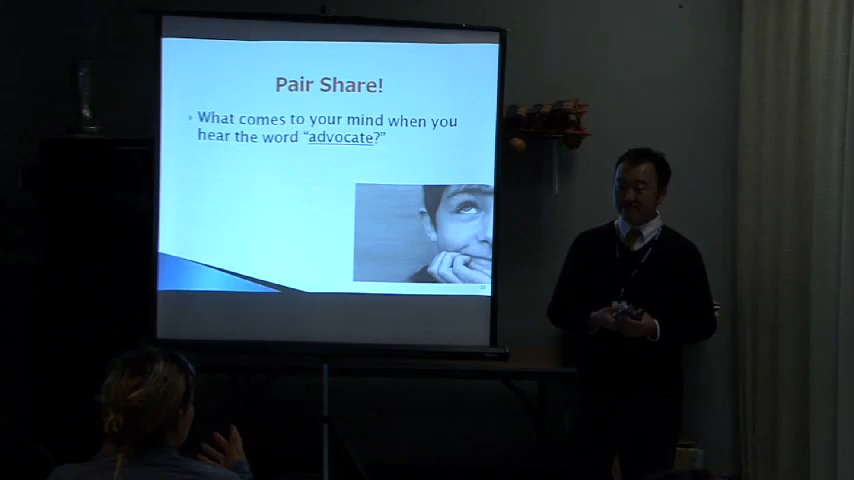 Pair Share!
What comes to your mind when you
hear the word “advocate?”